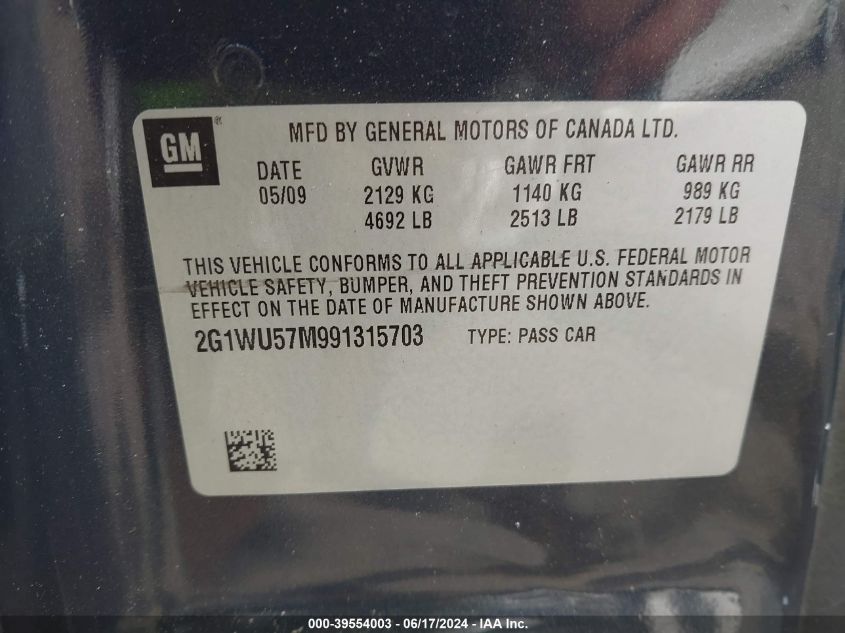 GM ®
MFD BY GENERAL MOTORS OF CANADA LTD.
DATE GVWR GAWR FRT GAWR RR
05/09 2129 KG 1140 KG 989 KG
4692 LB 2513 LB 2179 LB
THIS VEHICLE CONFORMS TO ALL APPLICABLE U.S. FEDERAL MOTOR
VEHICLE SAFETY, BUMPER, AND THEFT PREVENTION STANDARDS IN
EFFECT ON THE DATE OF MANUFACTURE SHOWN ABOVE.
2G1WU57M991315703 TYPE: PASS CAR
000-39554003 - 06/17/2024 - IAA Inc.